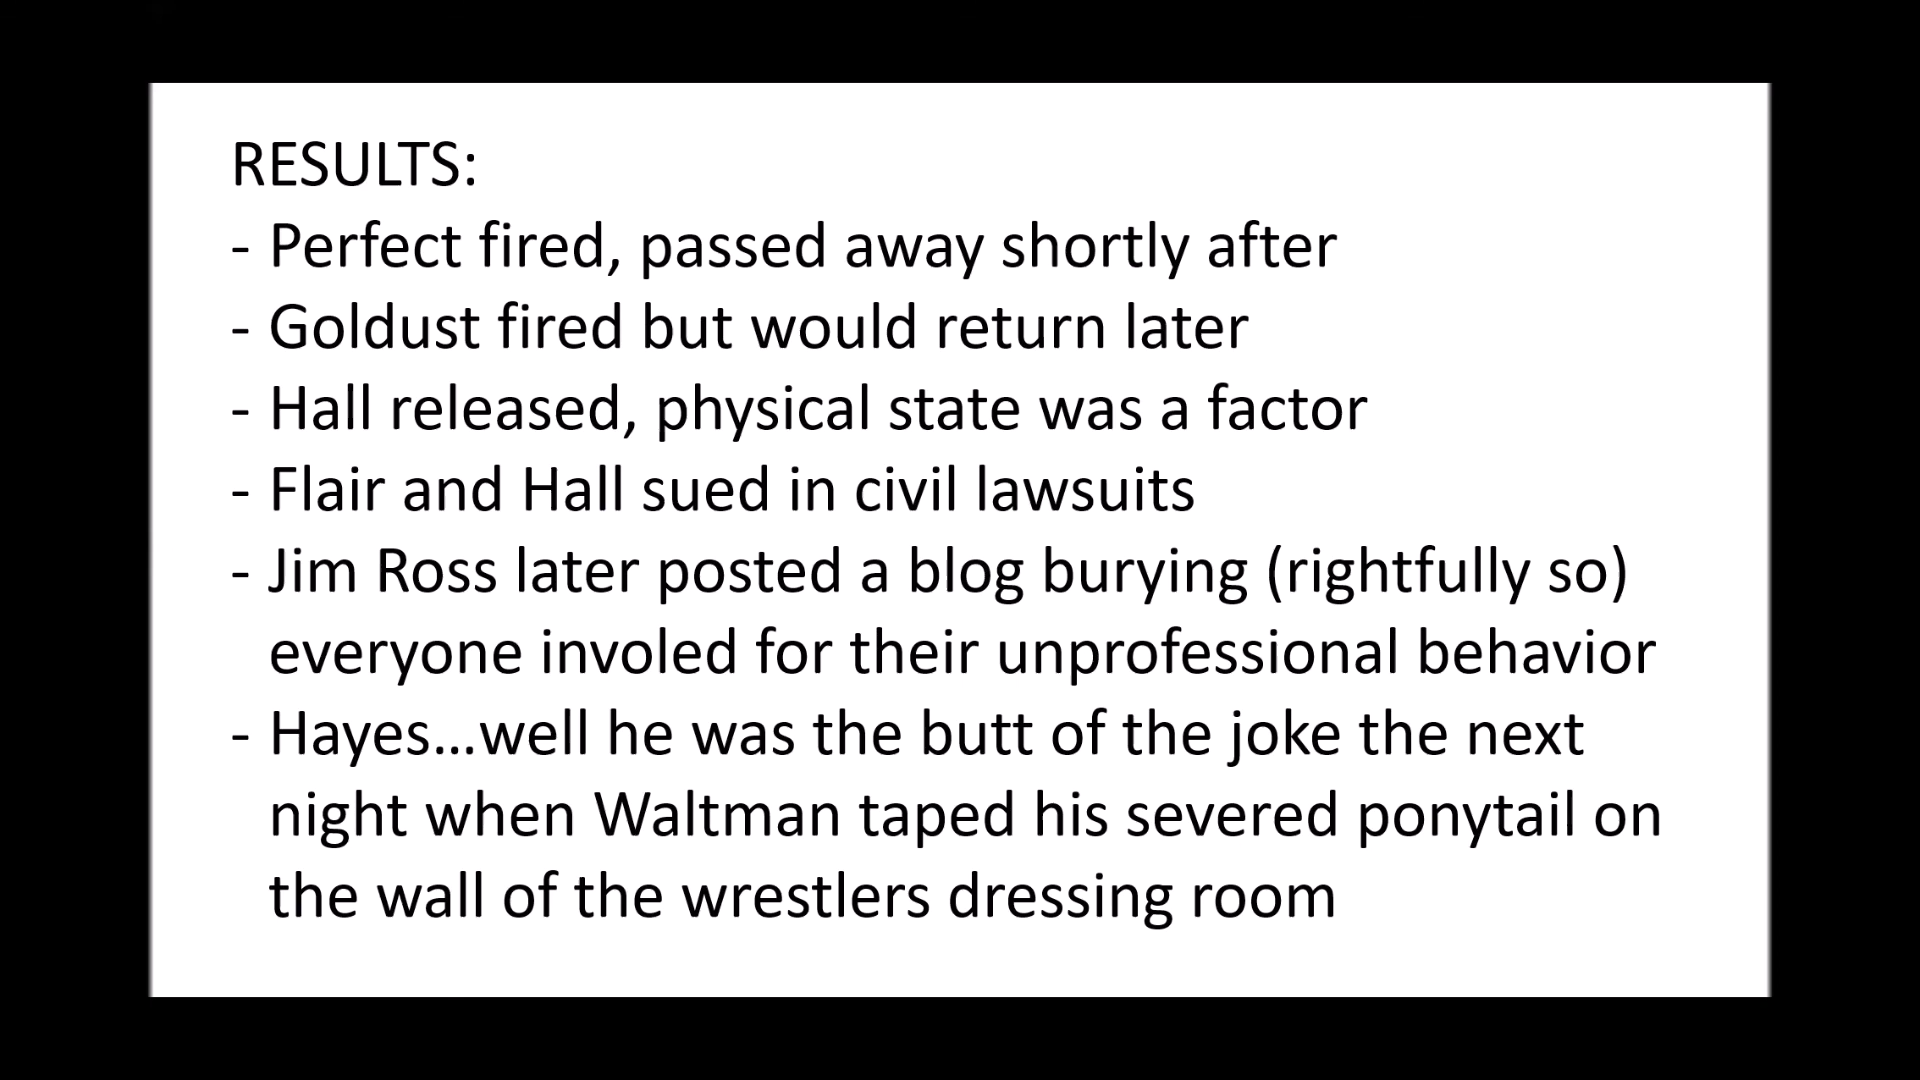 RESULTS:
- Perfect fired, passed away shortly after
- Goldust fired but would return later
- Hall released, physical state was a factor
- Flair and Hall sued in civil lawsuits
- Jim Ross later posted a blog burying (rightfully so)
everyone involed for their unprofessional behavior
- Hayes...well he was the butt of the joke the next
night when Waltman taped his severed ponytail on
the wall of the wrestlers dressing room